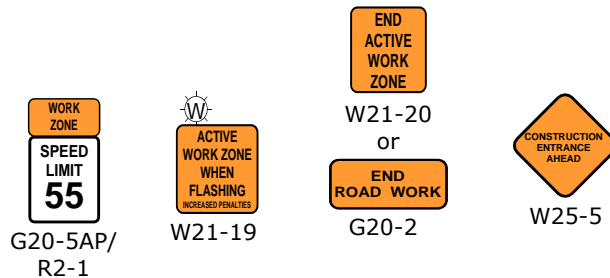 WORK
ZONE
SPEED
LIMIT
55
G20-5AP/
R2-1
W
ACTIVE
WORK ZONE
WHEN
FLASHING
INCREASED PENALTIES
W21-19
END
ACTIVE
WORK
ZONE
W21-20
or
END
ROAD WORK
G20-2
CONSTRUCTION
ENTRANCE
AHEAD
W25-5